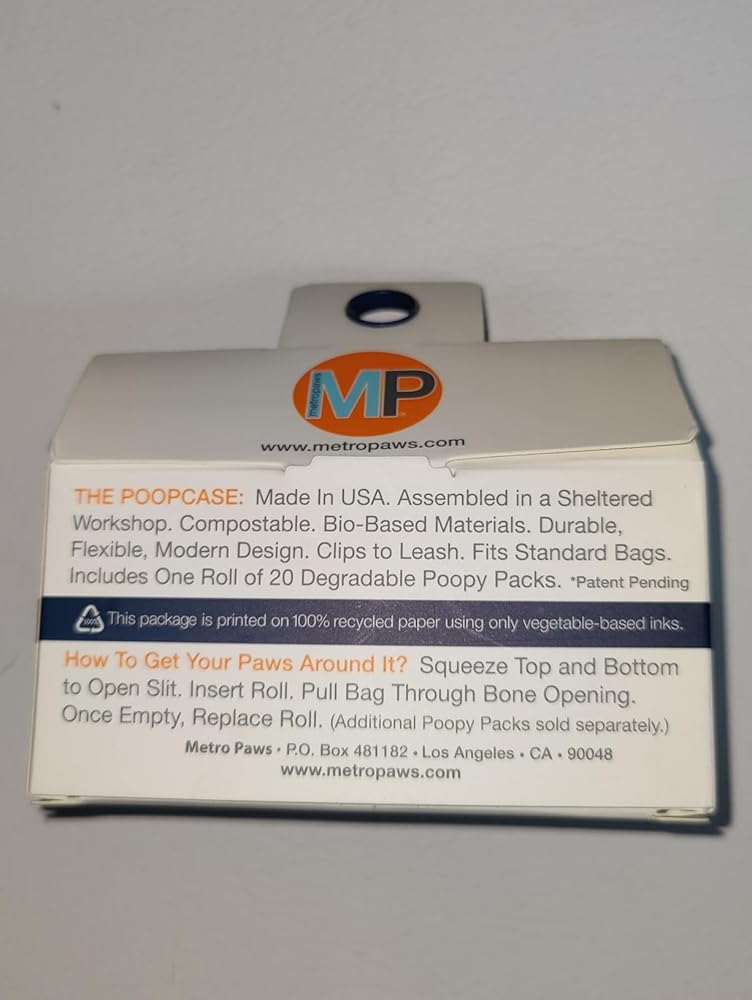 metropaws
MP
www.metropaws.com
THE POOPCASE: Made In USA. Assembled in a Sheltered
Workshop. Compostable. Bio-Based Materials. Durable,
Flexible, Modern Design. Clips to Leash. Fits Standard Bags.
Includes One Roll of 20 Degradable Poopy Packs. *Patent Pending
100% This package is printed on 100% recycled paper using only vegetable-based inks.
How To Get Your Paws Around It? Squeeze Top and Bottom
to Open Slit. Insert Roll. Pull Bag Through Bone Opening.
Once Empty, Replace Roll. (Additional Poopy Packs sold separately.)
Metro Paws • P.O. Box 481182 • Los Angeles • CA • 90048
www.metropaws.com